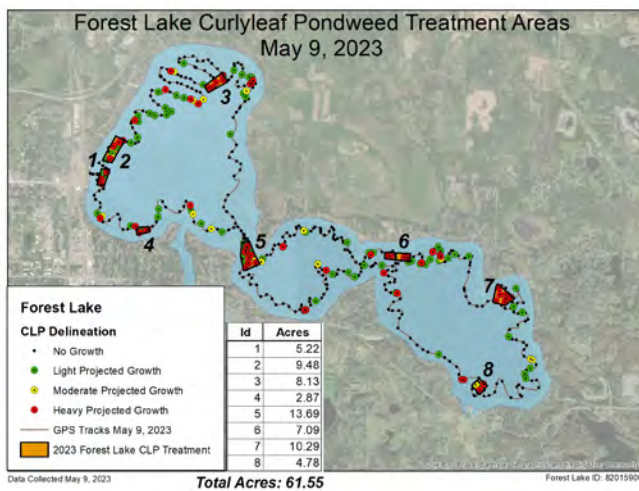 Forest Lake Curlyleaf Pondweed Treatment Areas
May 9, 2023
3
1
2
4
5
6
7
8
Forest Lake
CLP Delineation
No Growth
Light Projected Growth
Moderate Projected Growth
Heavy Projected Growth
GPS Tracks May 9, 2023
2023 Forest Lake CLP Treatment
Id Acres
1 5.22
2 9.48
3 8.13
4 2.87
5 13.69
6 7.09
7 10.29
8 4.78
Data Collected May 9, 2023
Total Acres: 61.55
Forest Lake ID: 8201590